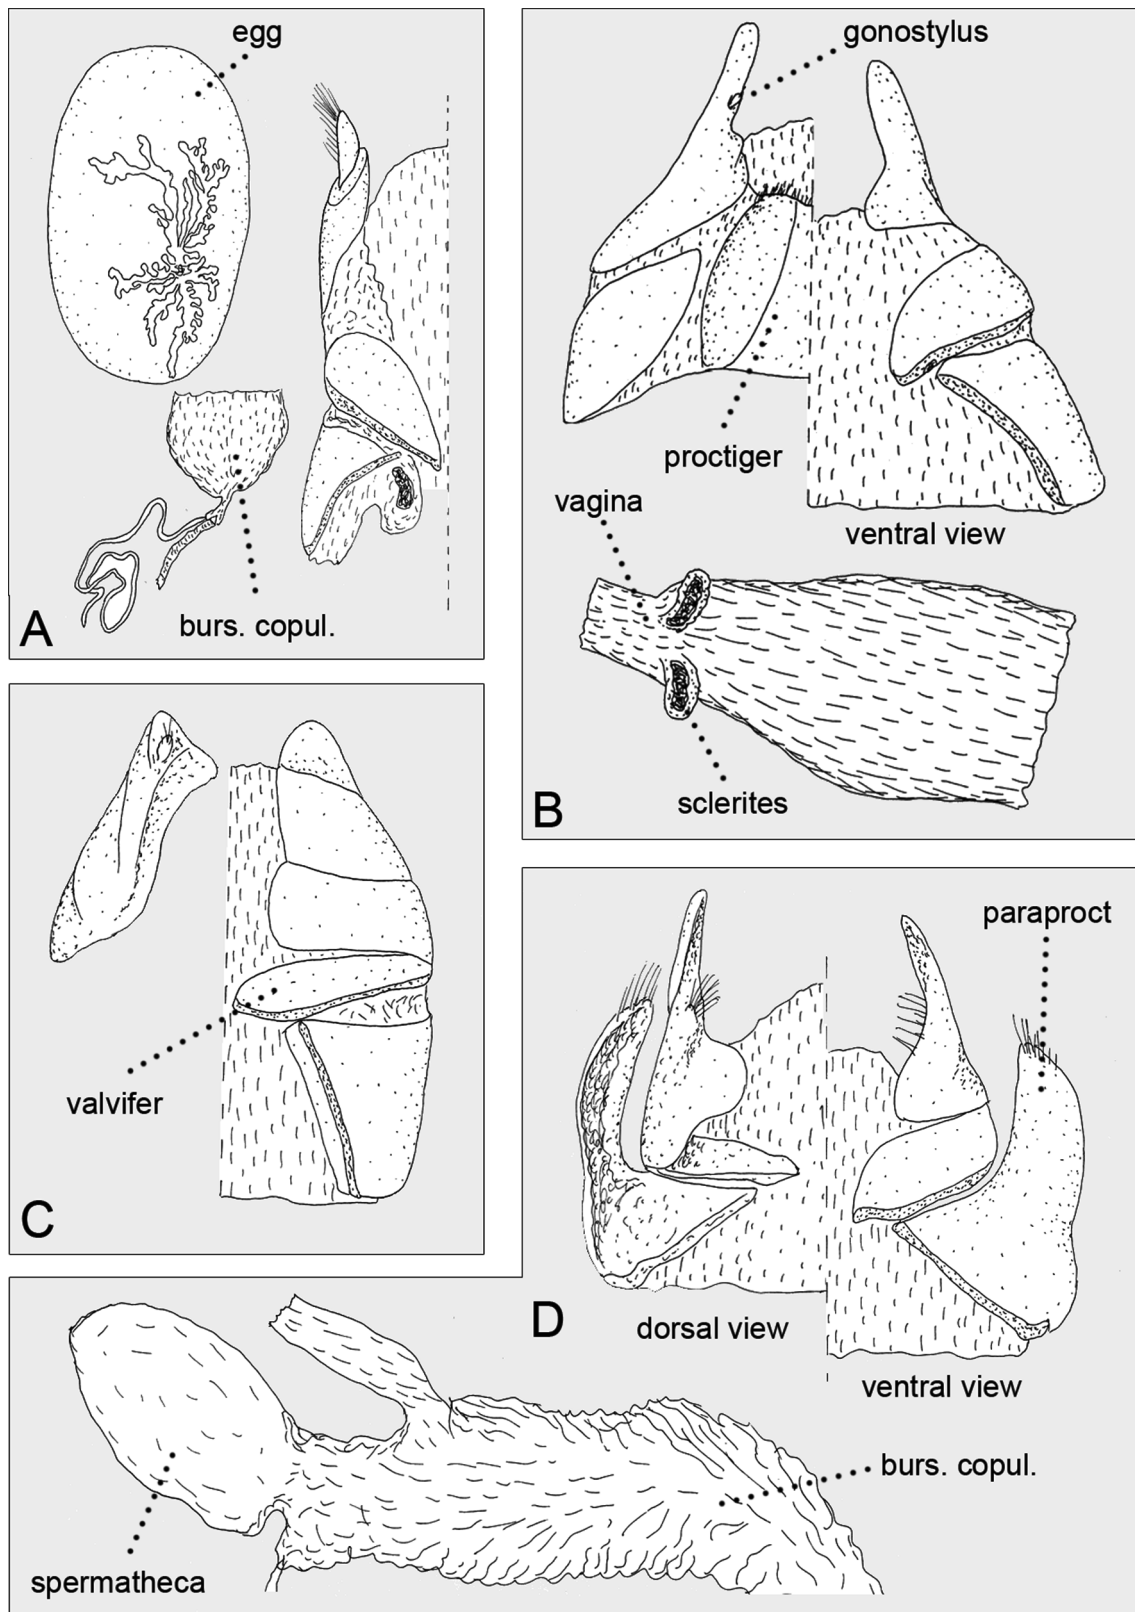 egg
burs. copul.
A
gonostylus
proctiger
ventral view
vagina
sclerites
B
valvifer
C
paraproct
dorsal view
ventral view
D
burs. copul.
spermatheca